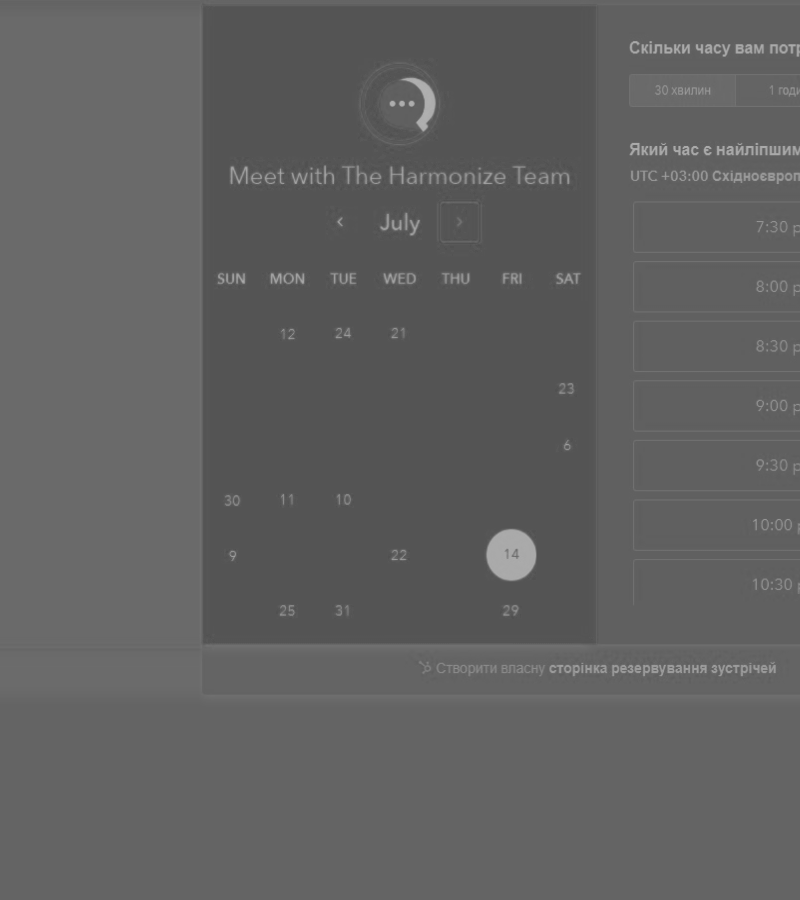 Meet with The Harmonize Team
July
SUN MON TUE WED THU FRI SAT
12 24 21
23
6
30 11 10
9 22 14
25 31 29
Скільки часу вам
30 хвилин 1
Який час є найліпшим
UTC +03:00
7:30
8:00
8:30
9:00
9:30
10:00
10:30
Створити власну сторінка резервування зустрічей